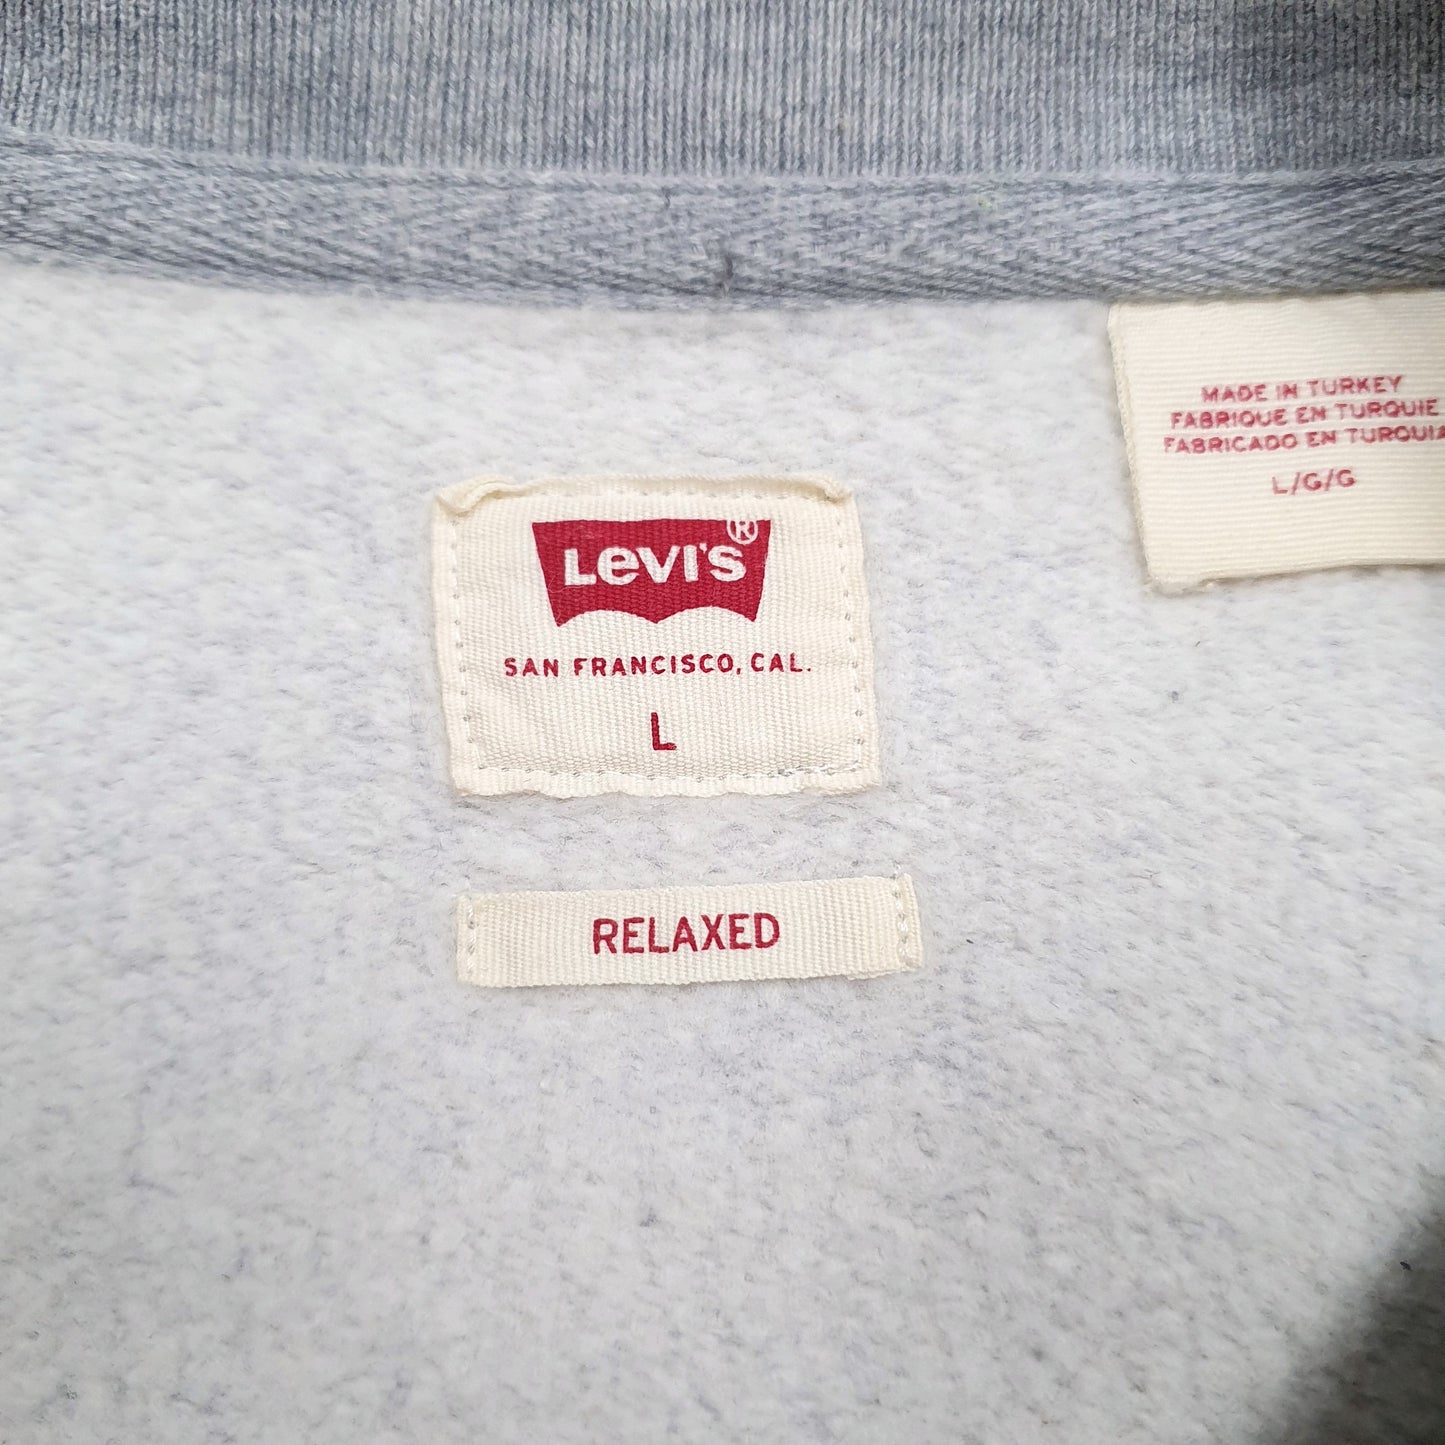 Levi's®
SAN FRANCISCO, CAL.
L
RELAXED
MADE IN TURKEY
FABRIQUE EN TURQUIE
FABRICADO EN TURQUIA
L/G/G